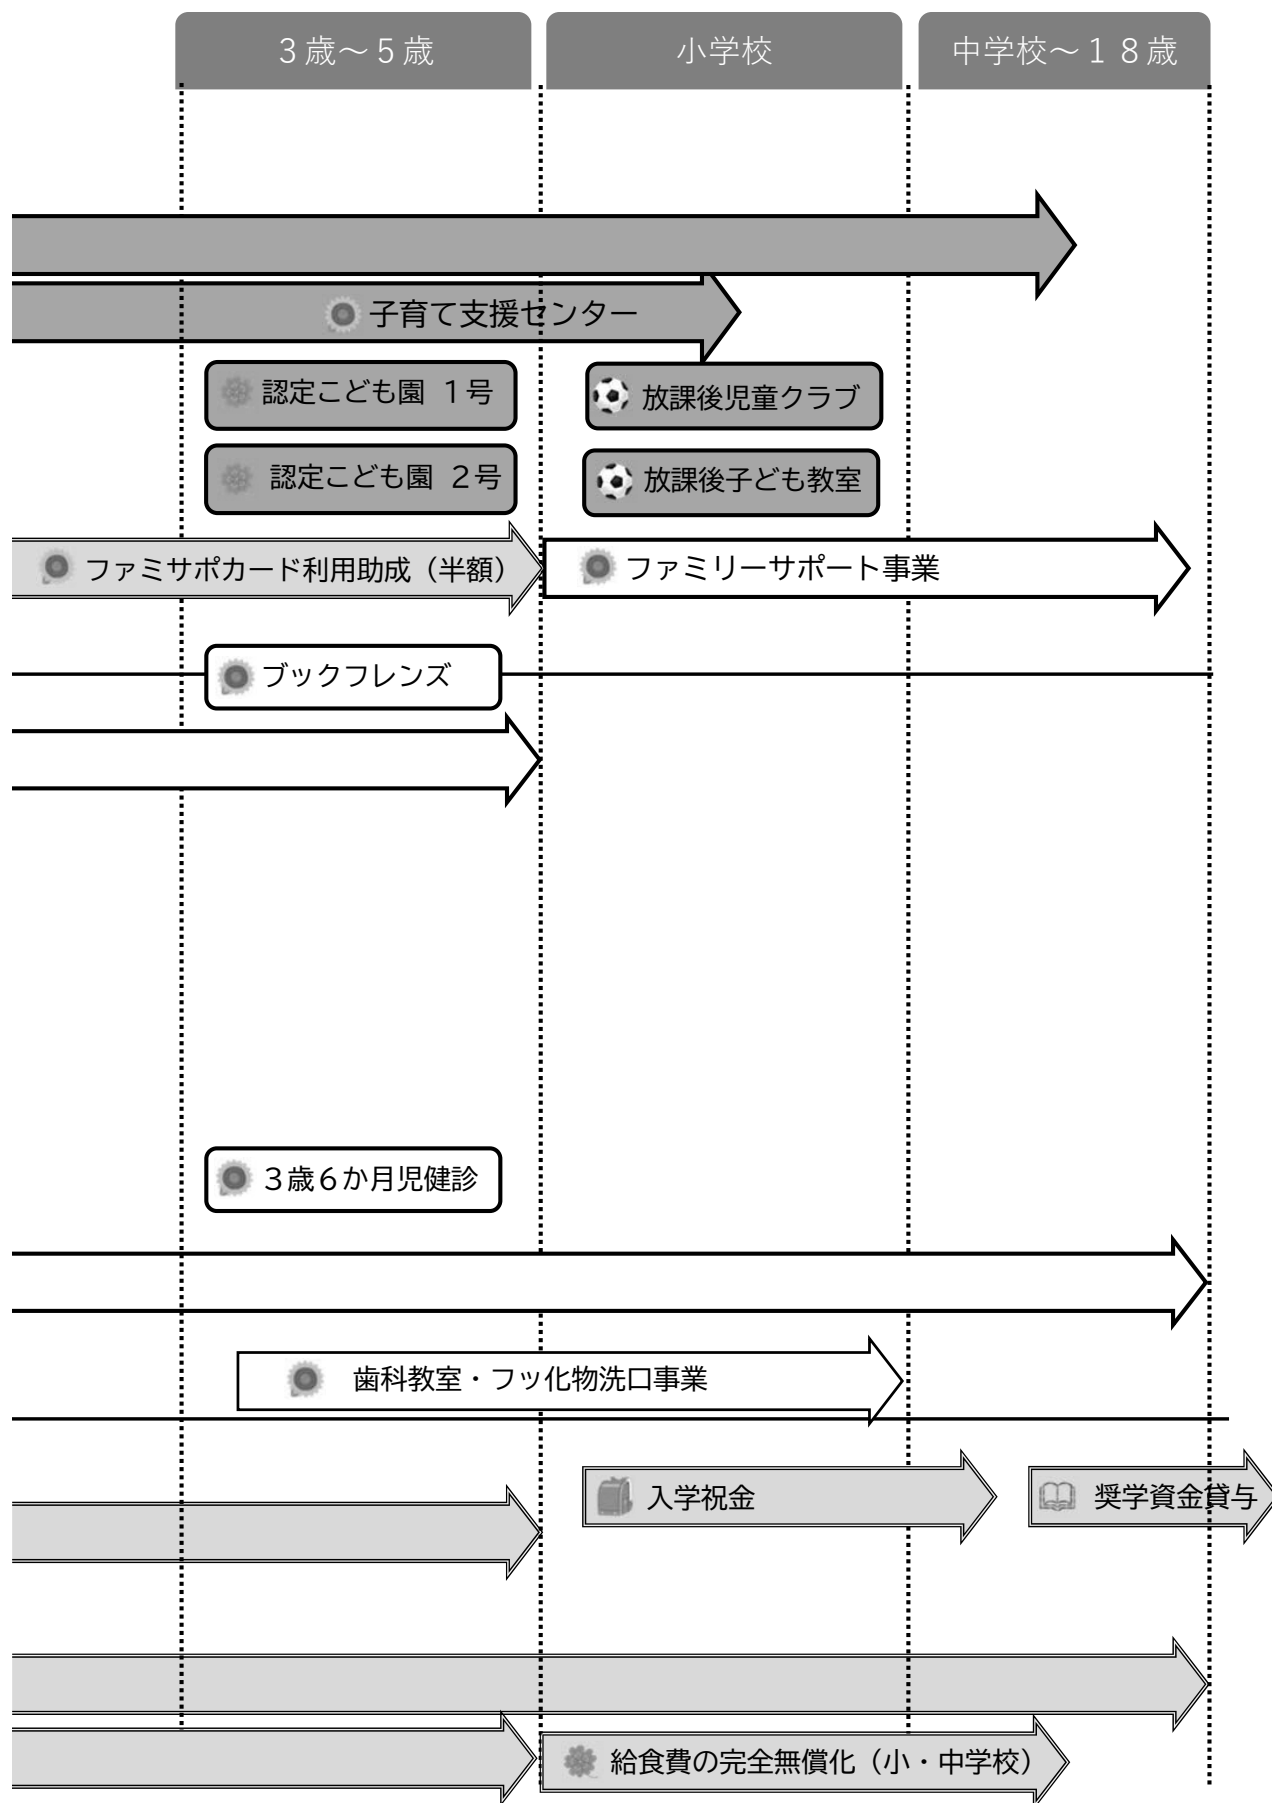 ３歳～５歳
小学校
中学校～１８歳
子育て支援センター
認定こども園 １号
放課後児童クラブ
認定こども園 ２号
放課後子ども教室
ファミサポカード利用助成（半額）
ファミリーサポート事業
ブックフレンズ
３歳６か月児健診
歯科教室・フッ化物洗口事業
入学祝金
奨学資金貸与
給食費の完全無償化（小・中学校）